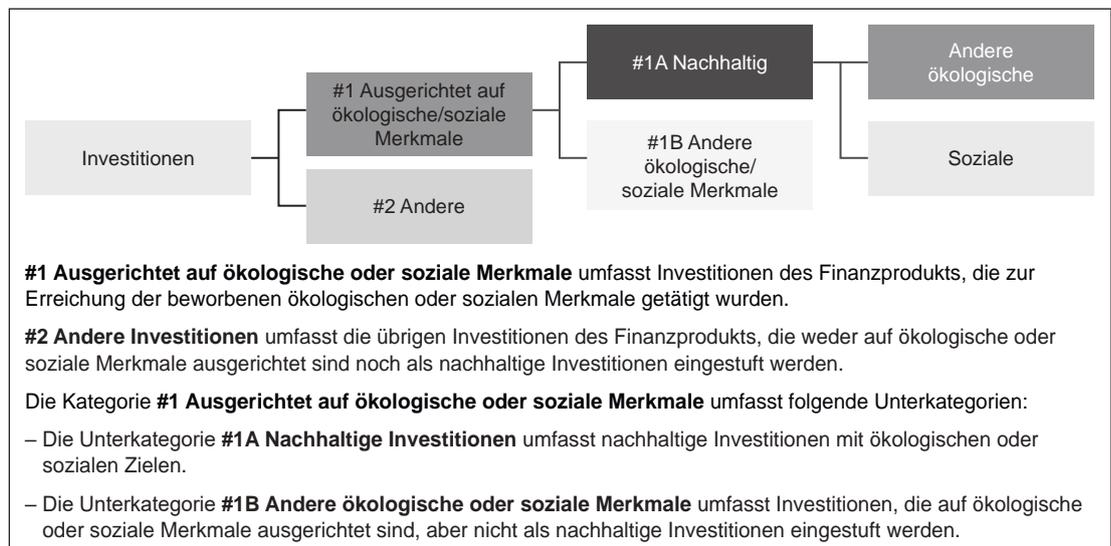 #1A Nachhaltig
Andere
ökologische
#1 Ausgerichtet auf
ökologische/soziale
Merkmale
Investitionen
#1B Andere
ökologische/
soziale Merkmale
Soziale
#2 Andere
#1 Ausgerichtet auf ökologische oder soziale Merkmale umfasst Investitionen des Finanzprodukts, die zur
Erreichung der beworbenen ökologischen oder sozialen Merkmale getätigt wurden.
#2 Andere Investitionen umfasst die übrigen Investitionen des Finanzprodukts, die weder auf ökologische oder
soziale Merkmale ausgerichtet sind noch als nachhaltige Investitionen eingestuft werden.
Die Kategorie #1 Ausgerichtet auf ökologische oder soziale Merkmale umfasst folgende Unterkategorien:
– Die Unterkategorie #1A Nachhaltige Investitionen umfasst nachhaltige Investitionen mit ökologischen oder
sozialen Zielen.
– Die Unterkategorie #1B Andere ökologische oder soziale Merkmale umfasst Investitionen, die auf ökologische
oder soziale Merkmale ausgerichtet sind, aber nicht als nachhaltige Investitionen eingestuft werden.